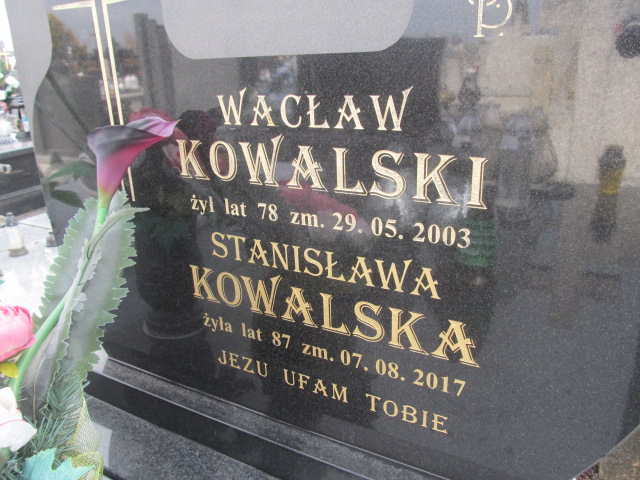 Ś.P.
WACŁAW
KOWALSKI
żył lat 78 zm. 29.05.2003
STANISŁAWA
KOWALSKA
żyła lat 87 zm. 07.08.2017
JEZU UFAM TOBIE